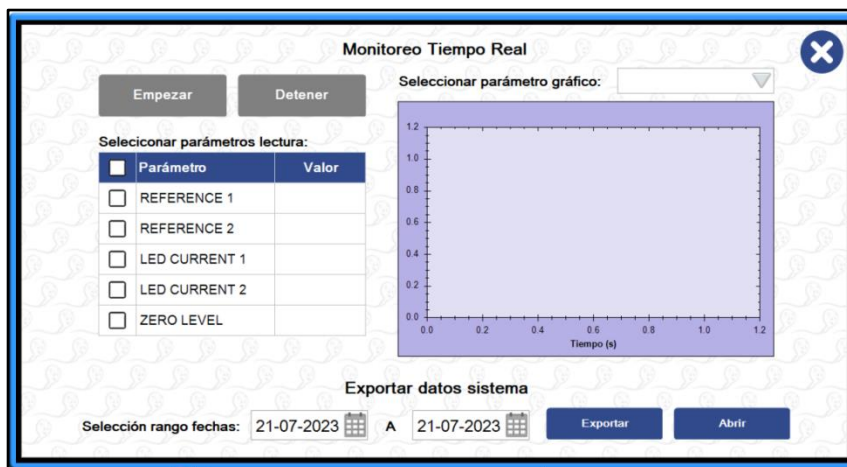 Monitoreo Tiempo Real
Empezar
Detener
Seleciconar parámetros lectura:
Parámetro Valor
REFERENCE 1
REFERENCE 2
LED CURRENT 1
LED CURRENT 2
ZERO LEVEL
Seleccionar parámetro gráfico:
1.2
1.0
0.8
0.6
0.4
0.2
0.0
0.0 0.2 0.4 0.6 0.8 1.0 1.2
Tiempo (s)
Exportar datos sistema
Selección rango fechas: 21-07-2023 A 21-07-2023 Exportar Abrir